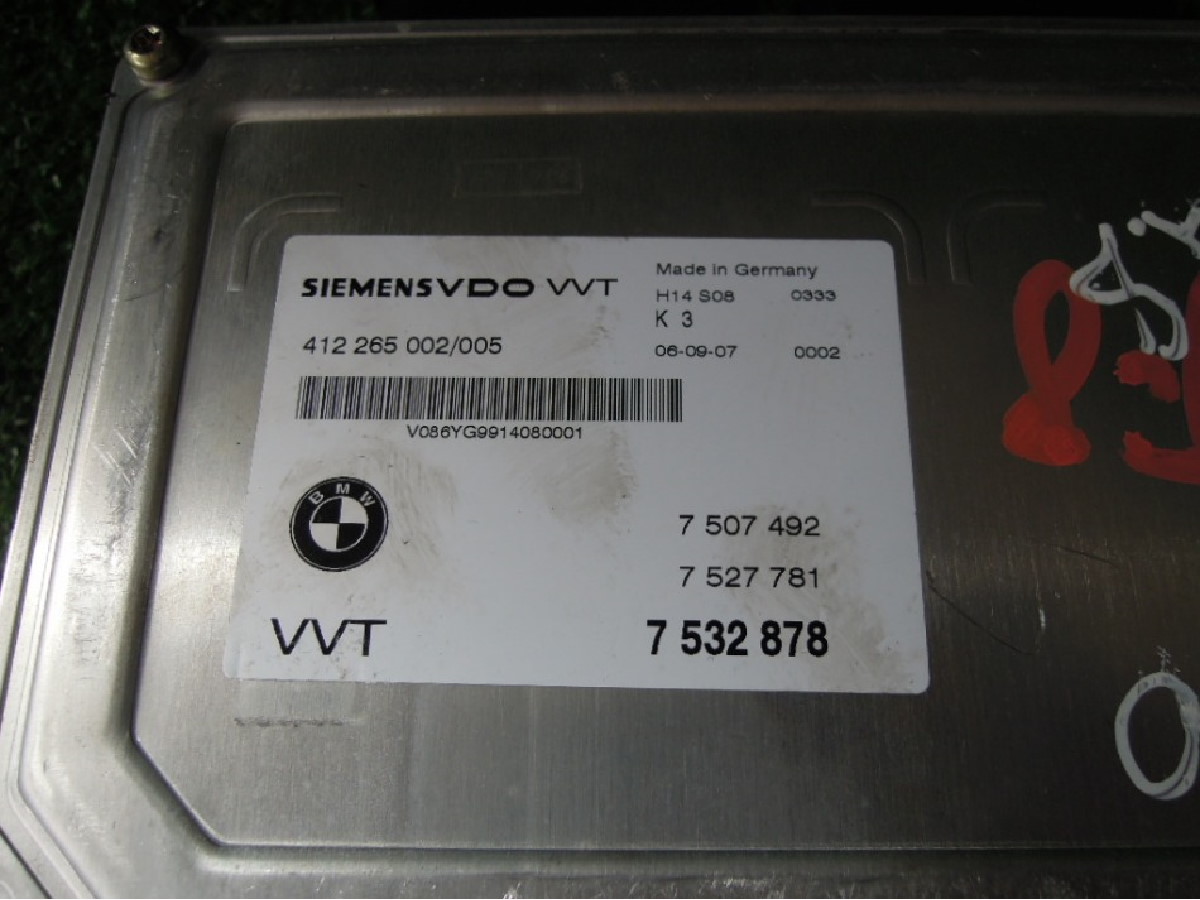 SIEMENSVDO VVT
Made in Germany
H14 S08 0333
K 3
412 265 002/005
06-09-07 0002
V086YG9914080001
BMW
7 507 492
7 527 781
VVT 7 532 878